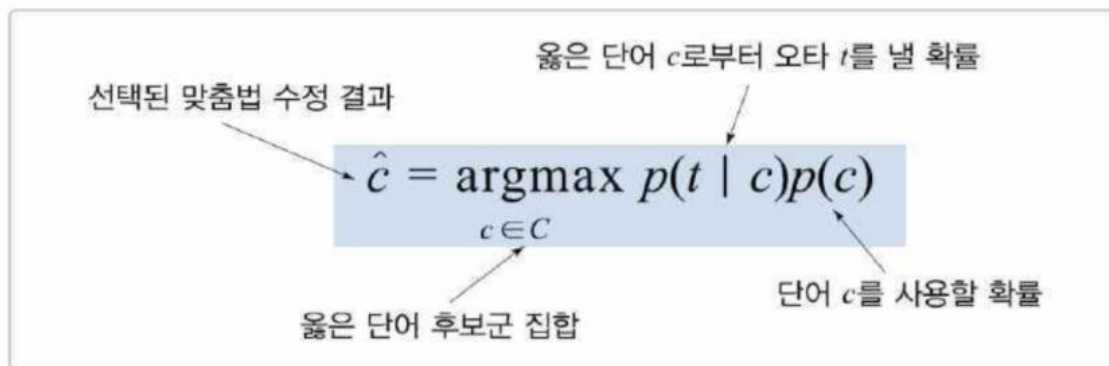 옳은 단어 c로부터 오타 t를 낼 확률
선택된 맞춤법 수정 결과
ĉ = argmax p(t | c)p(c)
c ∈ C
단어 c를 사용할 확률
옳은 단어 후보군 집합